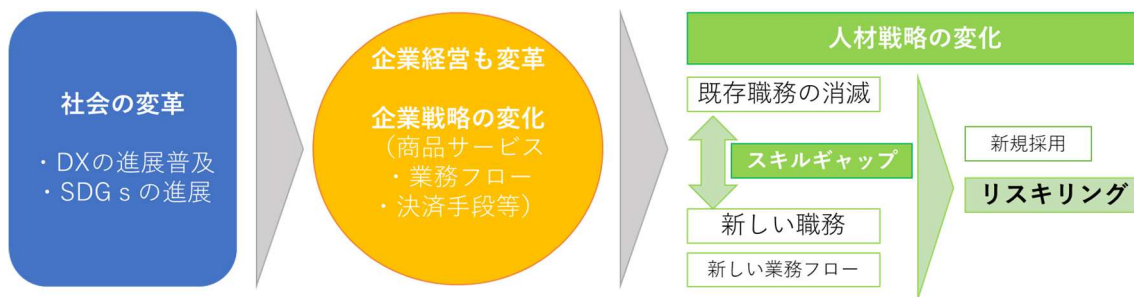 社会の変革
・DXの進展普及
・SDGｓの進展
企業経営も変革
企業戦略の変化
（商品サービス
・業務フロー
・決済手段等）
人材戦略の変化
既存職務の消滅
スキルギャップ
新しい職務
新しい業務フロー
新規採用
リスキリング